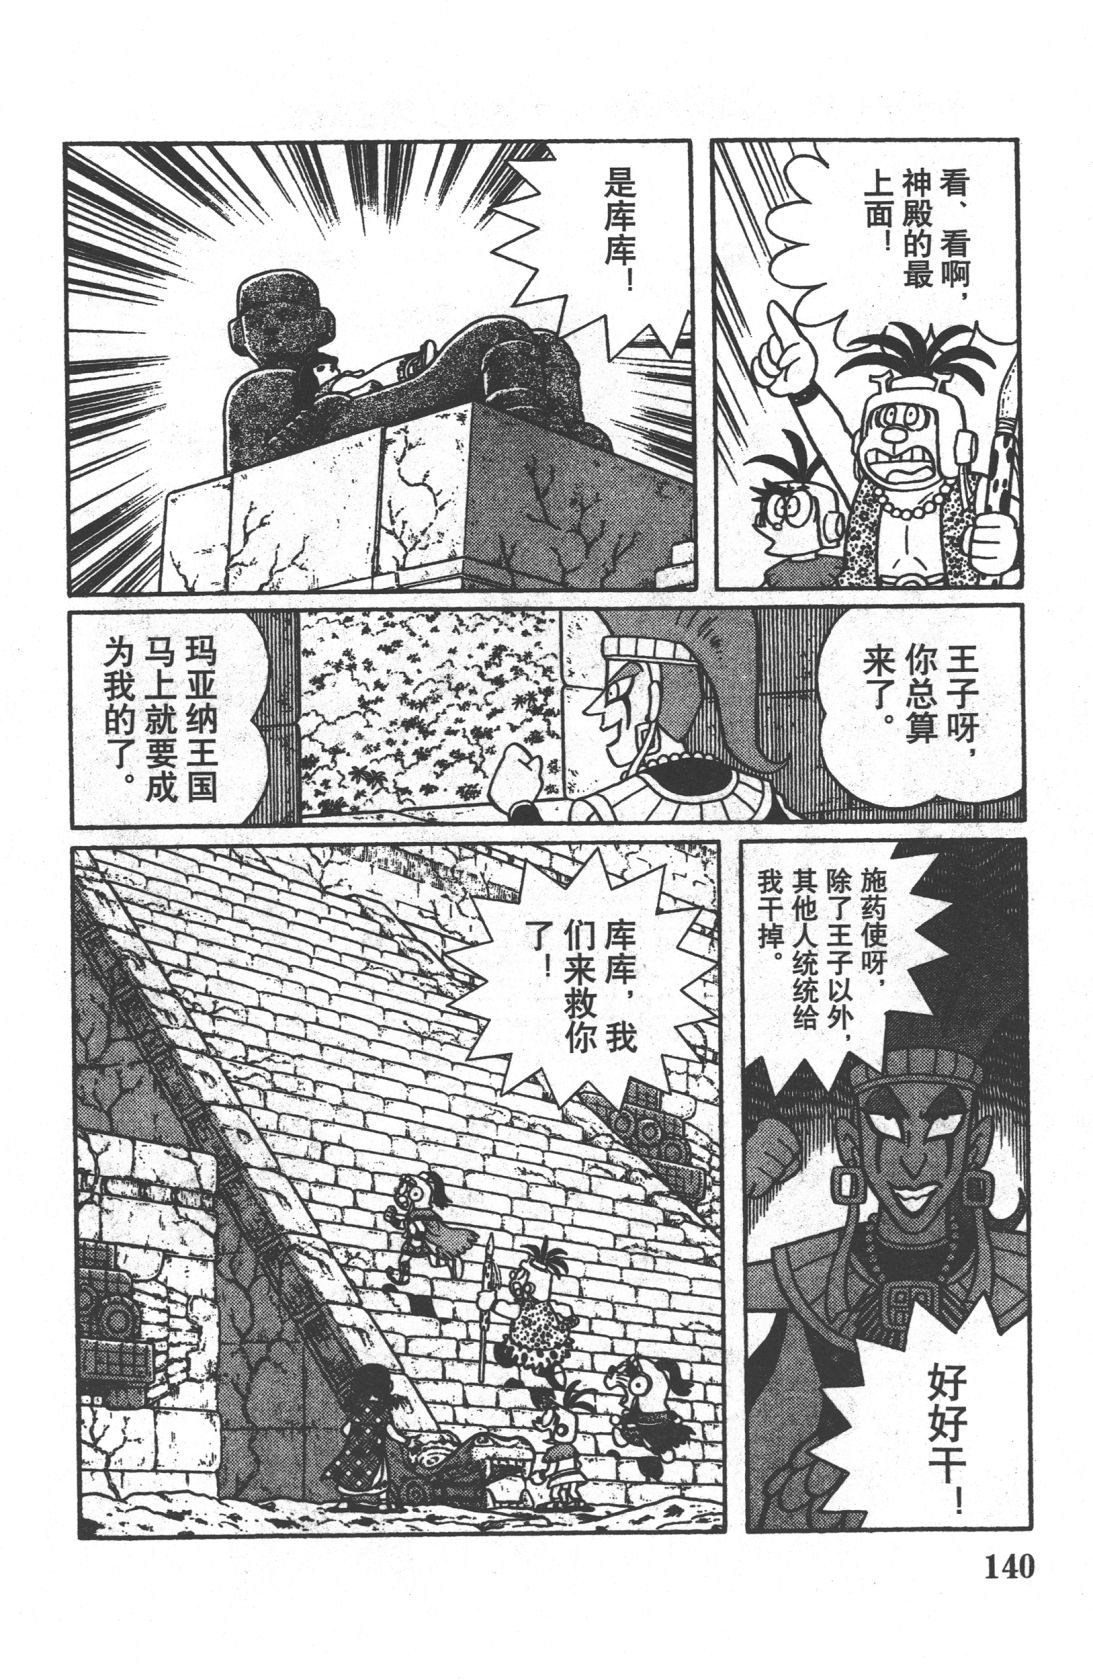 看、看啊，
神殿的最
上面！
是库库！
王子呀，
你总算
来了。
玛亚纳王国
马上就要成
为我的了。
施药使呀，
除了王子以外，
其他人统统给
我干掉。
好好干！
库库，我
们来救你
了！
140